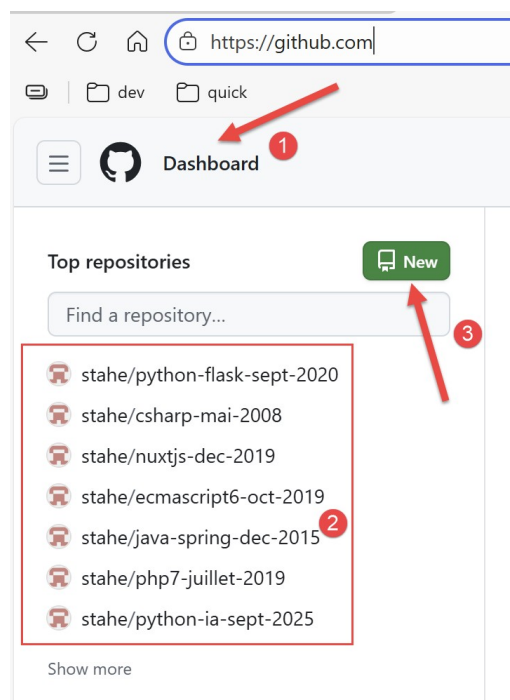 https://github.com
dev quick
Dashboard 1
Top repositories New
Find a repository...
3
stahe/python-flask-sept-2020
stahe/csharp-mai-2008
stahe/nuxtjs-dec-2019
stahe/ecmascript6-oct-2019
2
stahe/java-spring-dec-2015
stahe/php7-juillet-2019
stahe/python-ia-sept-2025
Show more